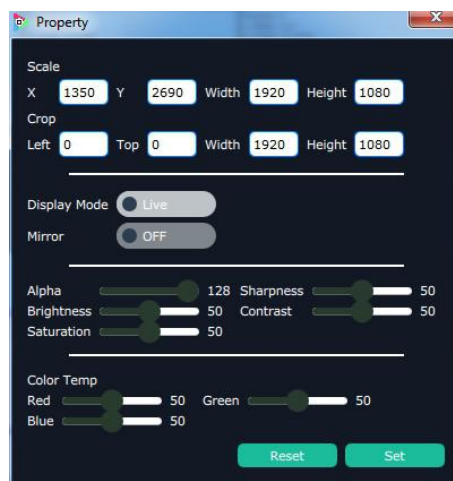 Property
Scale
X 1350 Y 2690 Width 1920 Height 1080
Crop
Left 0 Top 0 Width 1920 Height 1080
Display Mode Live
Mirror OFF
Alpha 128 Sharpness 50
Brightness 50 Contrast 50
Saturation 50
Color Temp
Red 50 Green 50
Blue 50
Reset Set